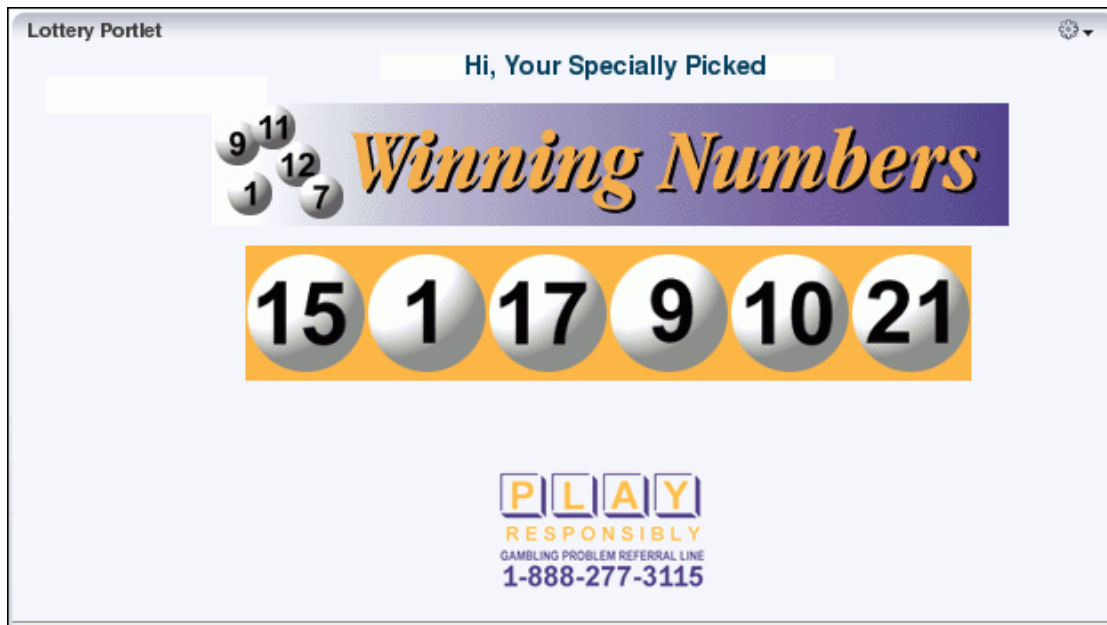 Lottery Portlet
Hi, Your Specially Picked
9 11 12 1 7
Winning Numbers
15 1 17 9 10 21
PLAY
RESPONSIBLY
GAMBLING PROBLEM REFERRAL LINE
1-888-277-3115